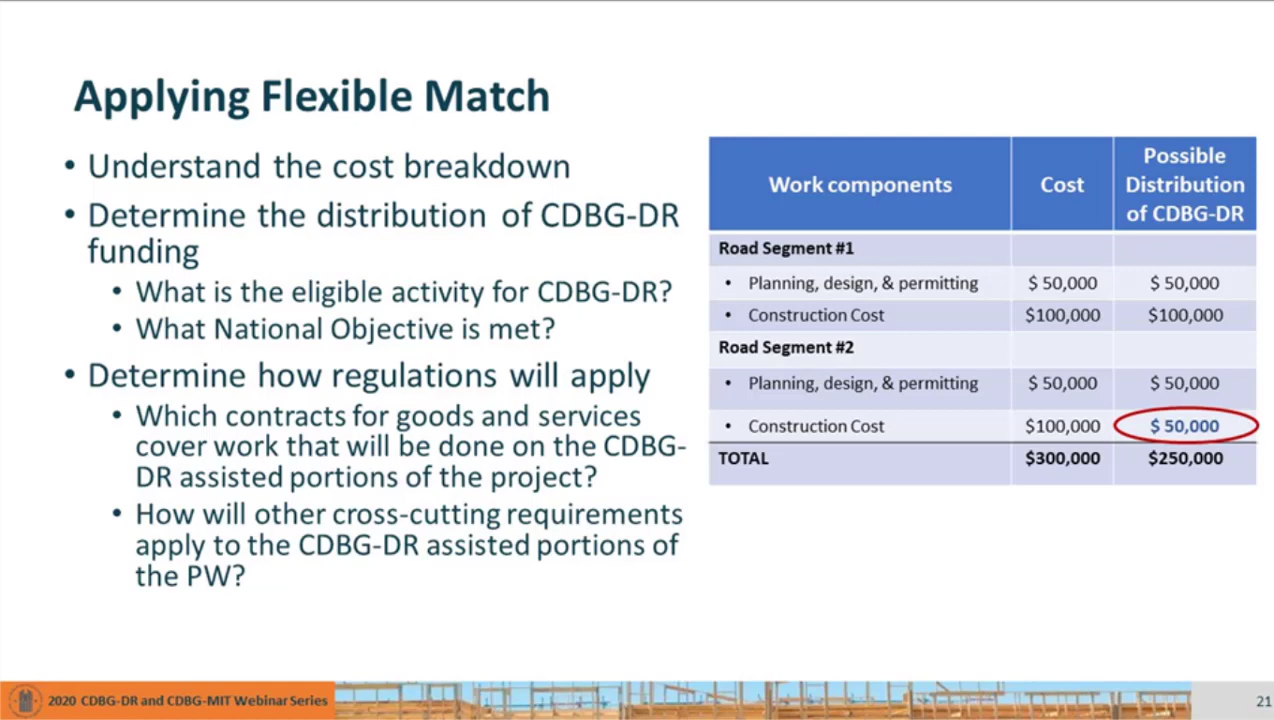 Applying Flexible Match
• Understand the cost breakdown
• Determine the distribution of CDBG-DR
funding
• What is the eligible activity for CDBG-DR?
• What National Objective is met?
• Determine how regulations will apply
• Which contracts for goods and services
cover work that will be done on the CDBG-
DR assisted portions of the project?
• How will other cross-cutting requirements
apply to the CDBG-DR assisted portions of
the PW?
Work components Cost Possible
Distribution
of CDBG-DR
Road Segment #1
• Planning, design, & permitting $ 50,000 $ 50,000
• Construction Cost $100,000 $100,000
Road Segment #2
• Planning, design, & permitting $ 50,000 $ 50,000
• Construction Cost $100,000 $ 50,000
TOTAL $300,000 $250,000
2020 CDBG-DR and CDBG-MIT Webinar Series
21